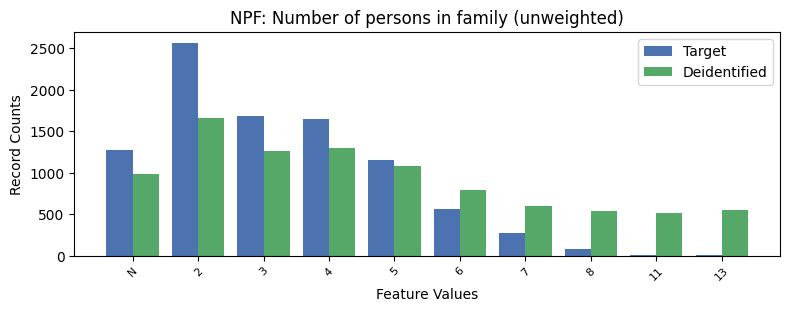 NPF: Number of persons in family (unweighted)
Target
Deidentified
Record Counts
2500
2000
1500
1000
500
0
N 2 3 4 5 6 7 8 11 13
Feature Values